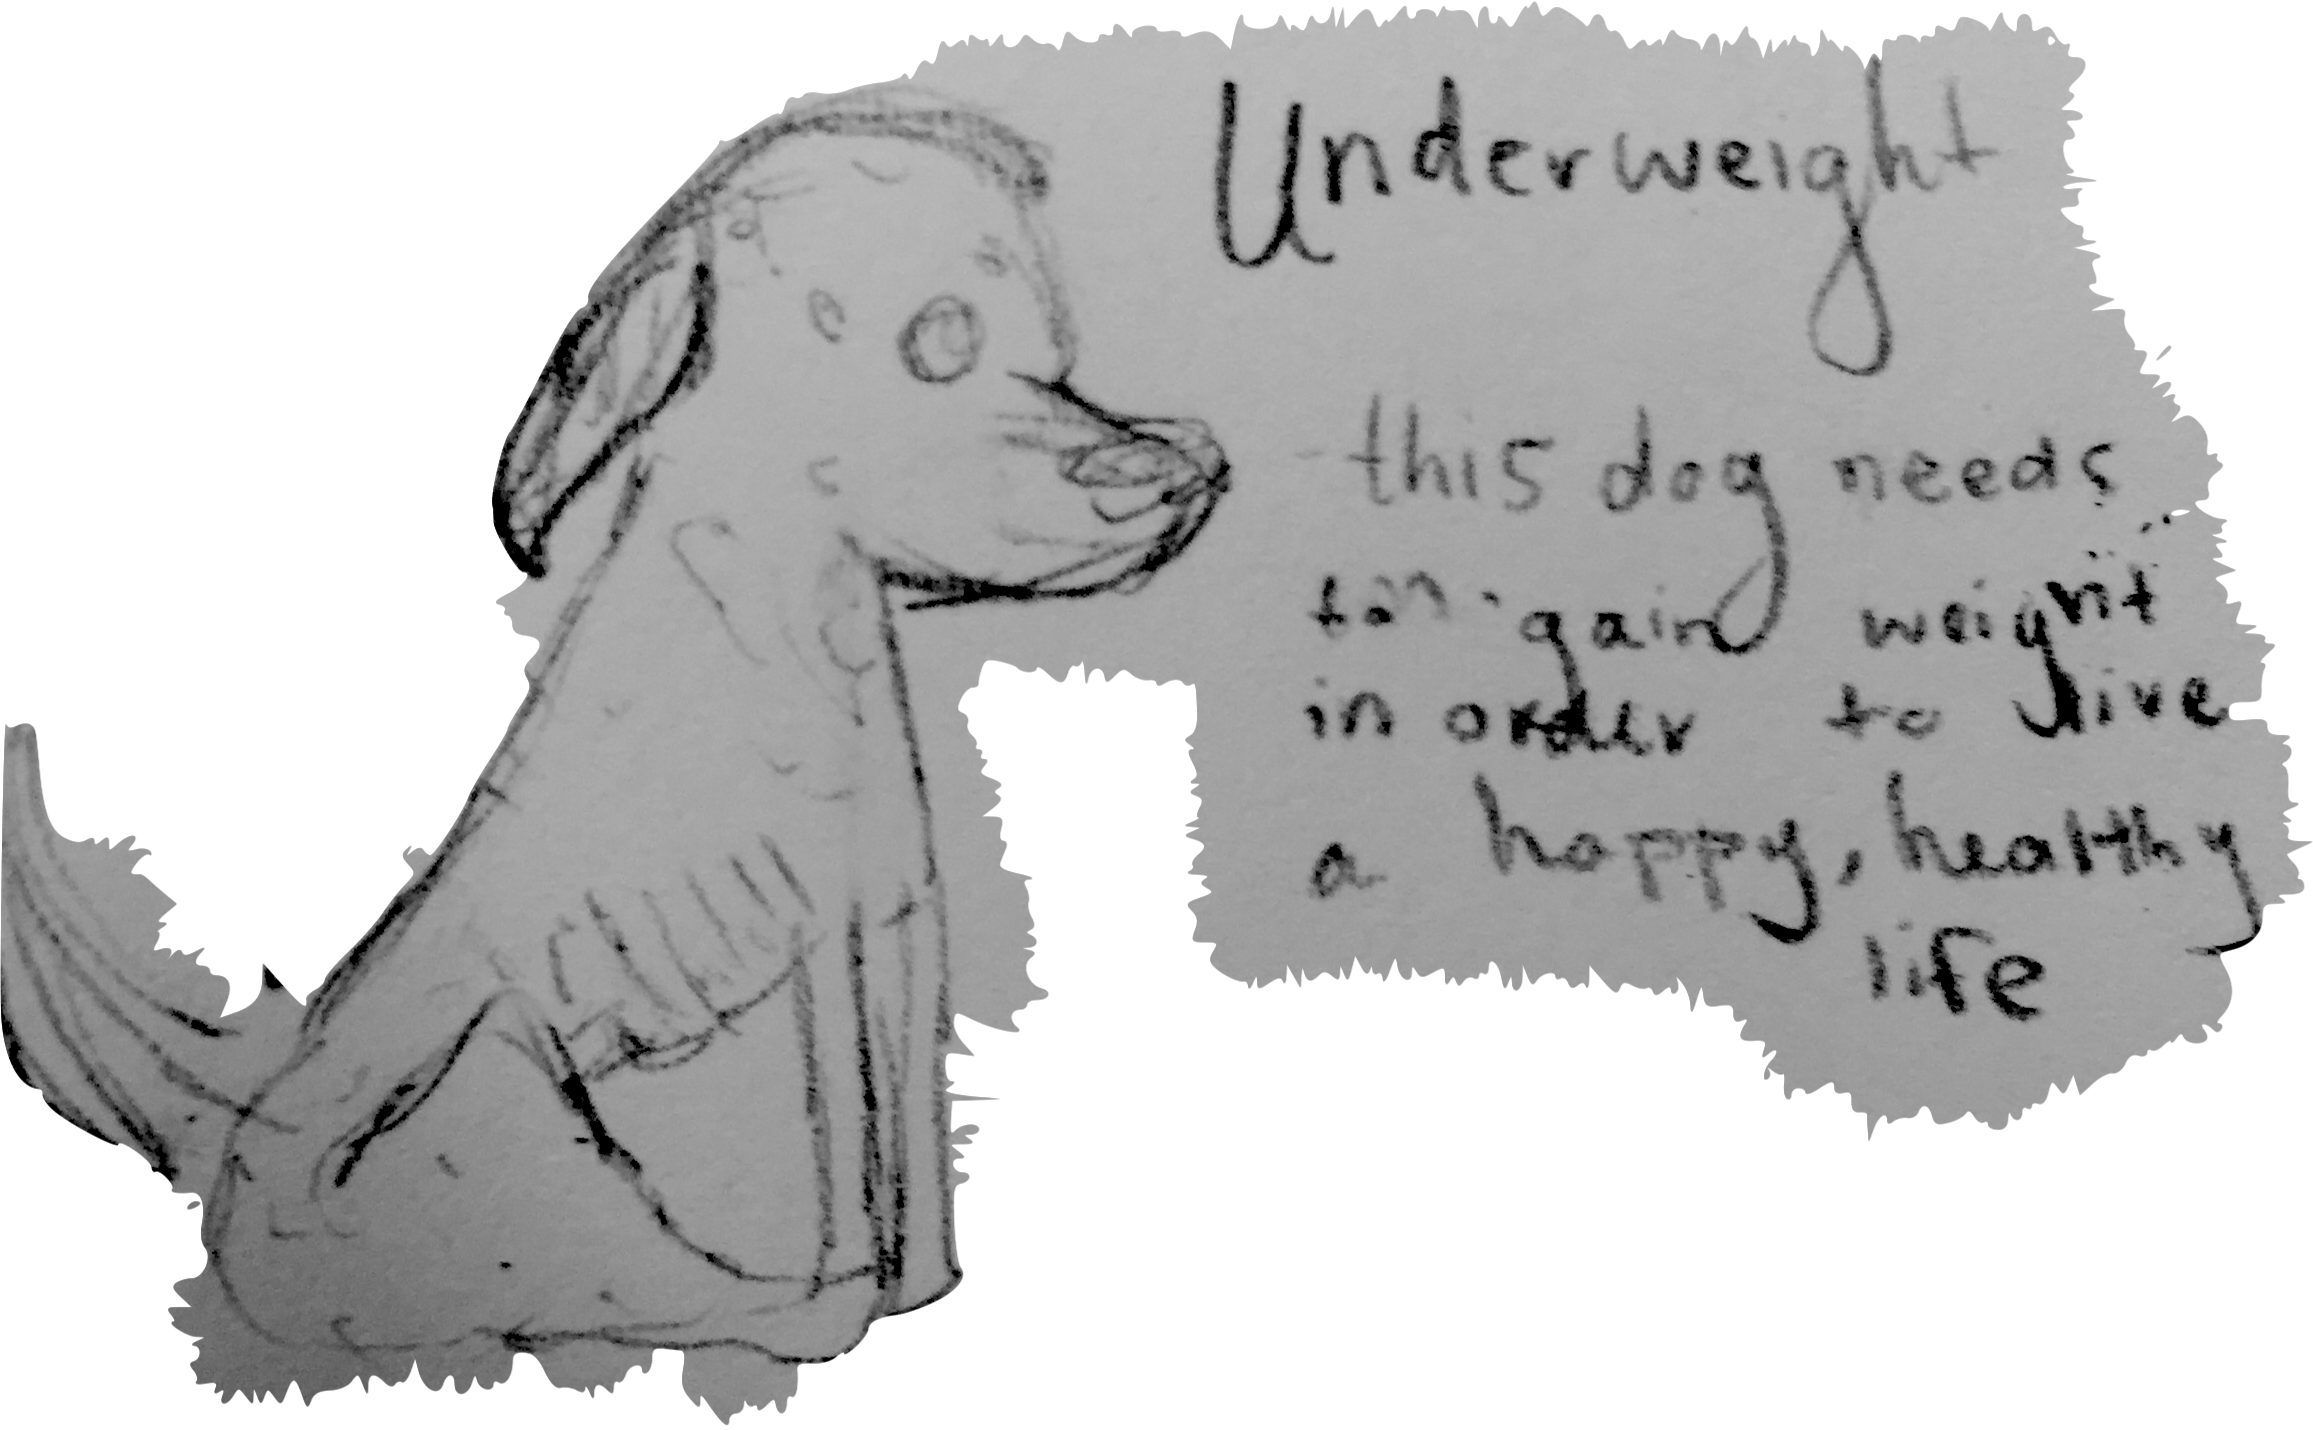 Underweight
- this dog needs
to gain weight
in order to live
a happy, healthy
life